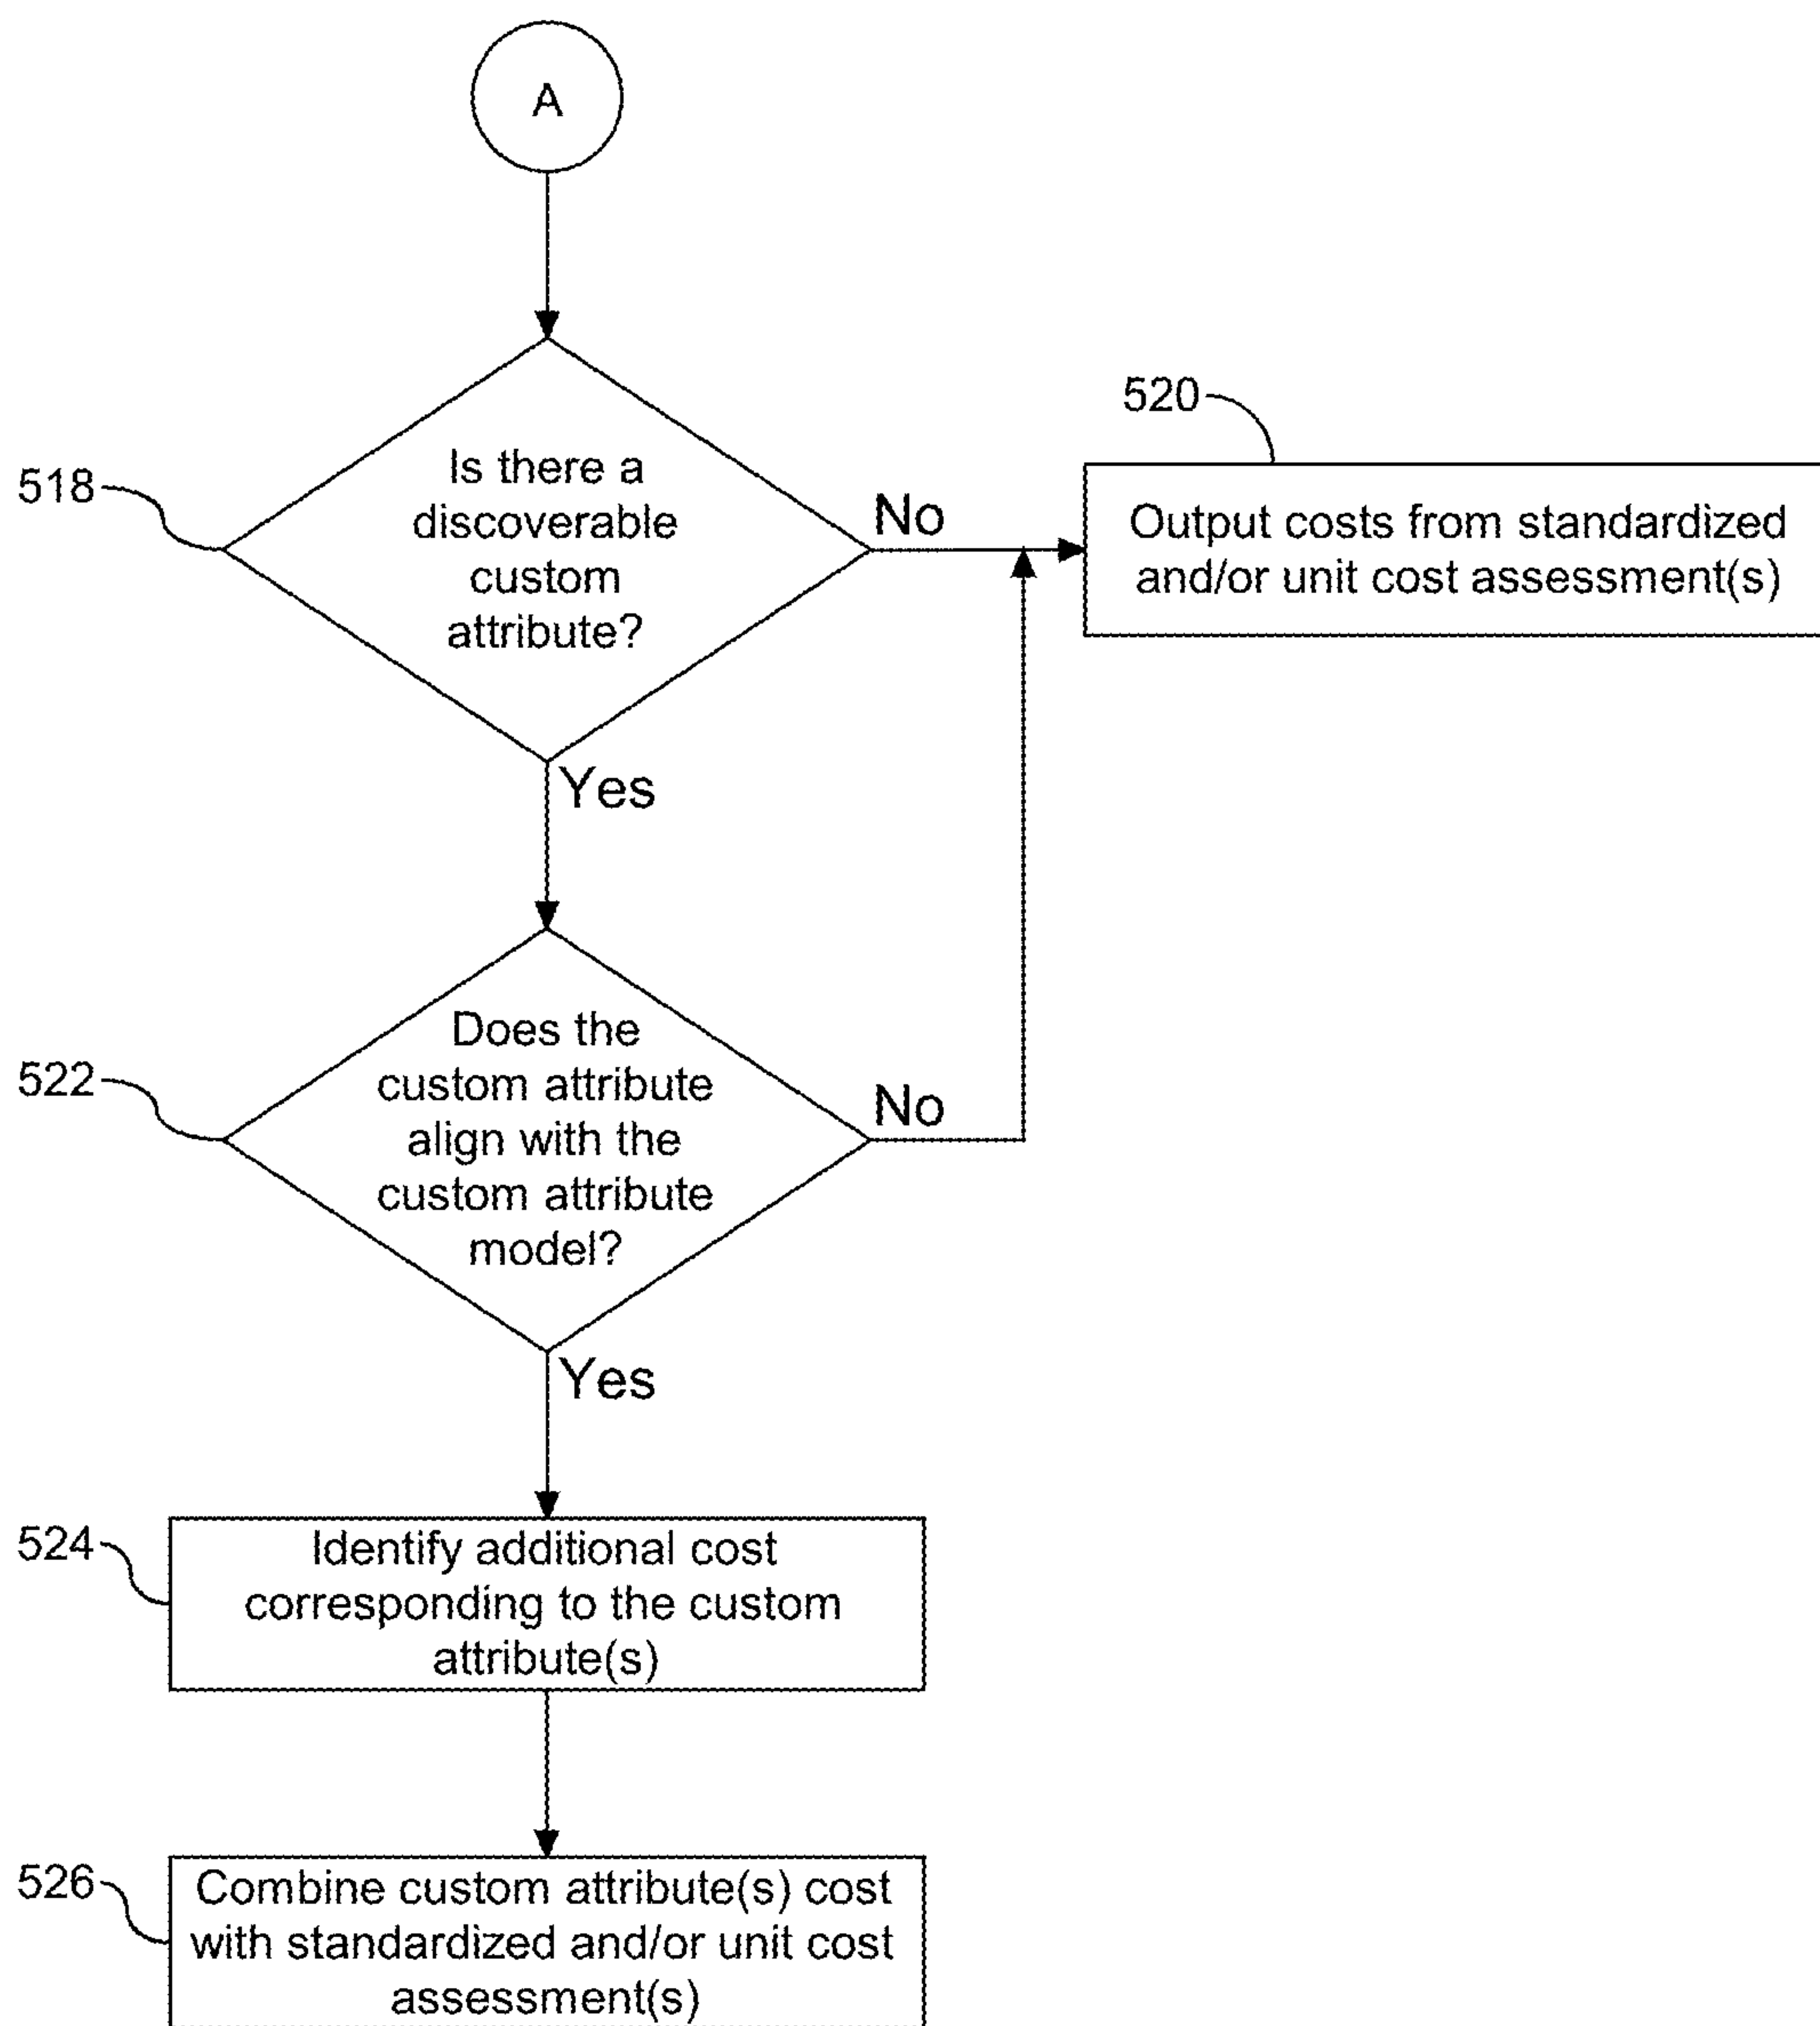 A
518
Is there a
discoverable
custom
attribute?
No
520
Output costs from standardized
and/or unit cost assessment(s)
Yes
522
Does the
custom attribute
align with the
custom attribute
model?
No
Yes
524
Identify additional cost
corresponding to the custom
attribute(s)
526
Combine custom attribute(s) cost
with standardized and/or unit cost
assessment(s)